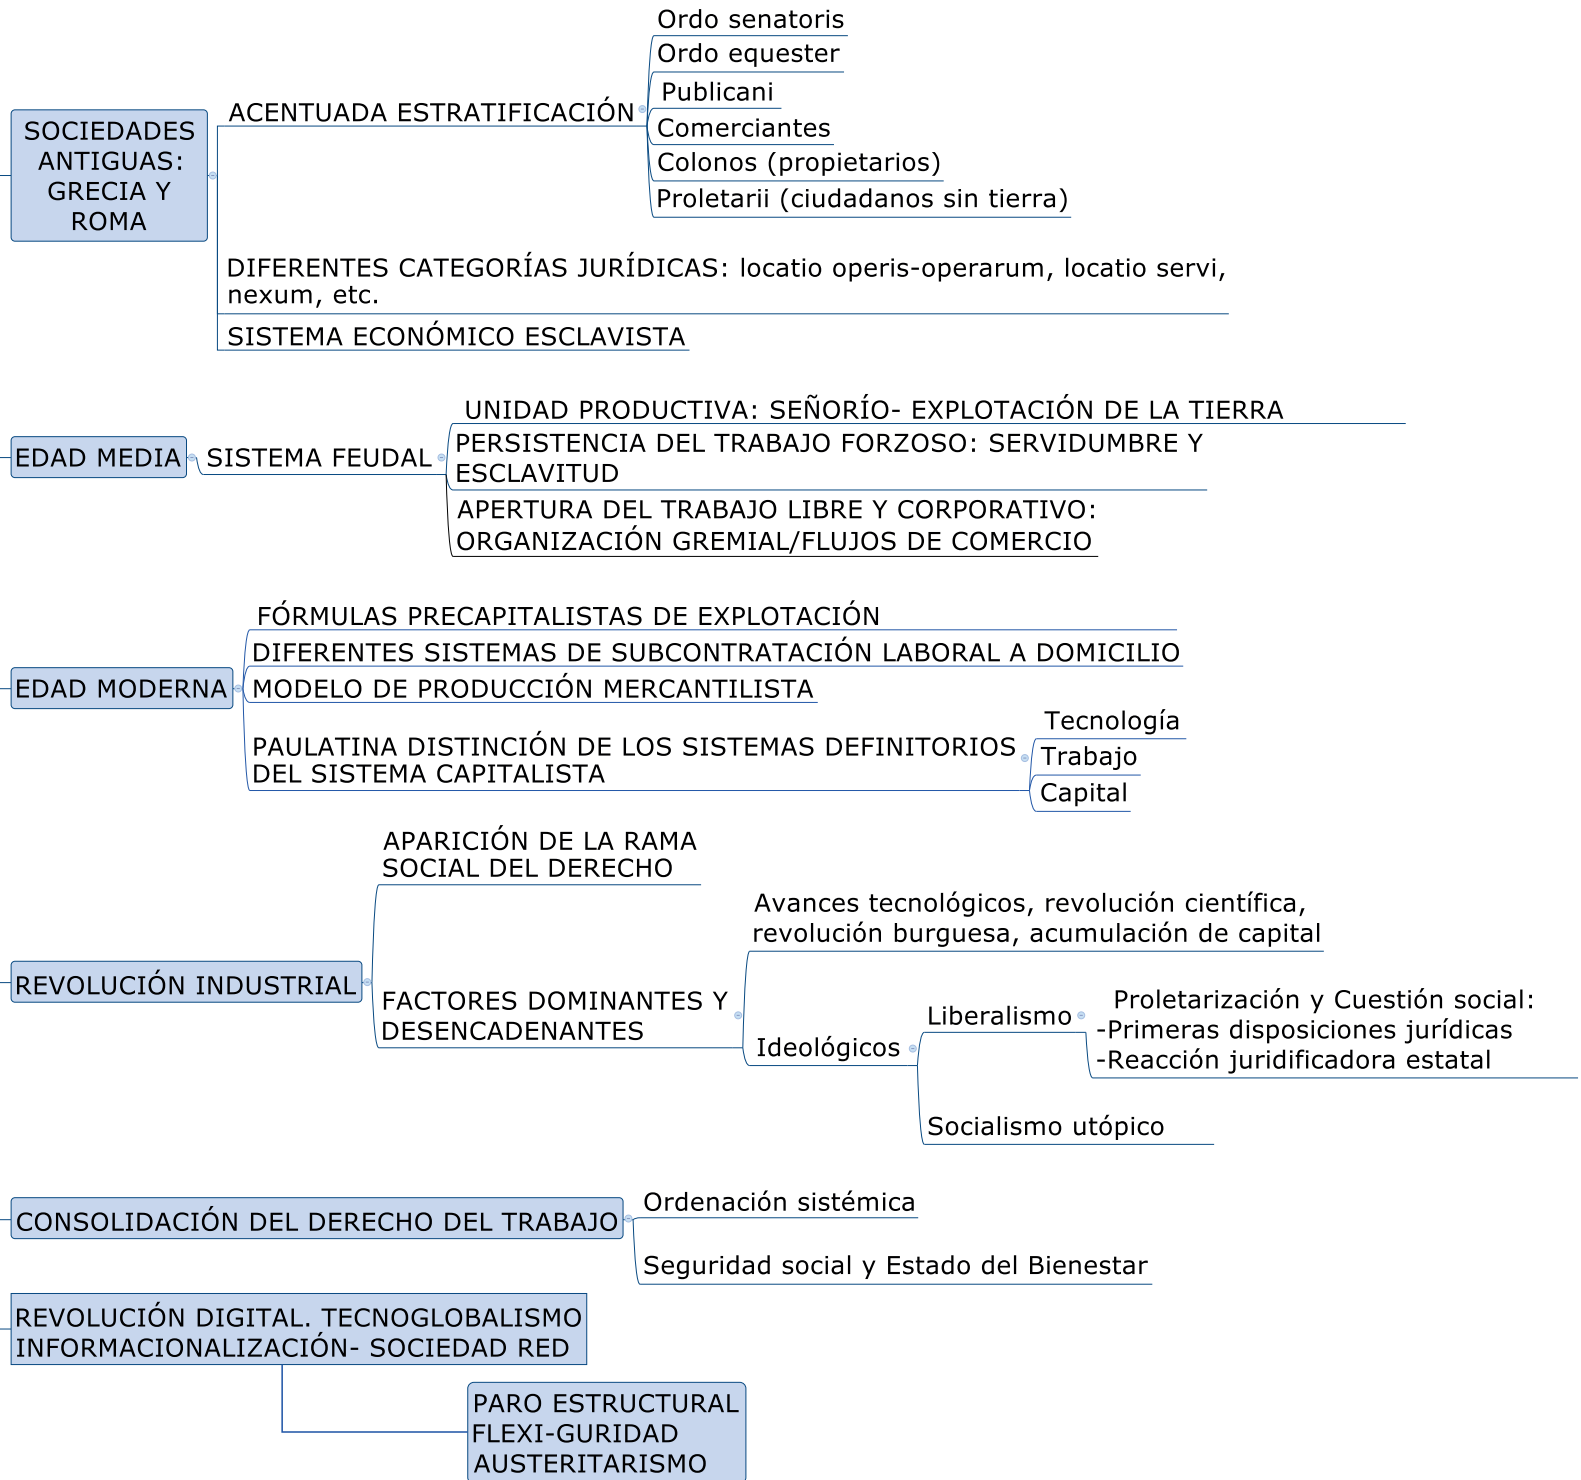 SOCIEDADES
ANTIGUAS:
GRECIA Y
ROMA
ACENTUADA ESTRATIFICACIÓN
Ordo senatoris
Ordo equester
Publicani
Comerciantes
Colonos (propietarios)
Proletarii (ciudadanos sin tierra)
DIFERENTES CATEGORÍAS JURÍDICAS: locatio operis-operarum, locatio servi,
nexum, etc.
SISTEMA ECONÓMICO ESCLAVISTA
EDAD MEDIA
SISTEMA FEUDAL
UNIDAD PRODUCTIVA: SEÑORÍO- EXPLOTACIÓN DE LA TIERRA
PERSISTENCIA DEL TRABAJO FORZOSO: SERVIDUMBRE Y
ESCLAVITUD
APERTURA DEL TRABAJO LIBRE Y CORPORATIVO:
ORGANIZACIÓN GREMIAL/FLUJOS DE COMERCIO
EDAD MODERNA
FÓRMULAS PRECAPITALISTAS DE EXPLOTACIÓN
DIFERENTES SISTEMAS DE SUBCONTRATACIÓN LABORAL A DOMICILIO
MODELO DE PRODUCCIÓN MERCANTILISTA
PAULATINA DISTINCIÓN DE LOS SISTEMAS DEFINITORIOS
DEL SISTEMA CAPITALISTA
Tecnología
Trabajo
Capital
REVOLUCIÓN INDUSTRIAL
APARICIÓN DE LA RAMA
SOCIAL DEL DERECHO
FACTORES DOMINANTES Y
DESENCADENANTES
Avances tecnológicos, revolución científica,
revolución burguesa, acumulación de capital
Ideológicos
Liberalismo
Proletarización y Cuestión social:
-Primeras disposiciones jurídicas
-Reacción juridificadora estatal
Socialismo utópico
CONSOLIDACIÓN DEL DERECHO DEL TRABAJO
Ordenación sistémica
Seguridad social y Estado del Bienestar
REVOLUCIÓN DIGITAL. TECNOGLOBALISMO
INFORMACIONALIZACIÓN- SOCIEDAD RED
PARO ESTRUCTURAL
FLEXI-GURIDAD
AUSTERITARISMO